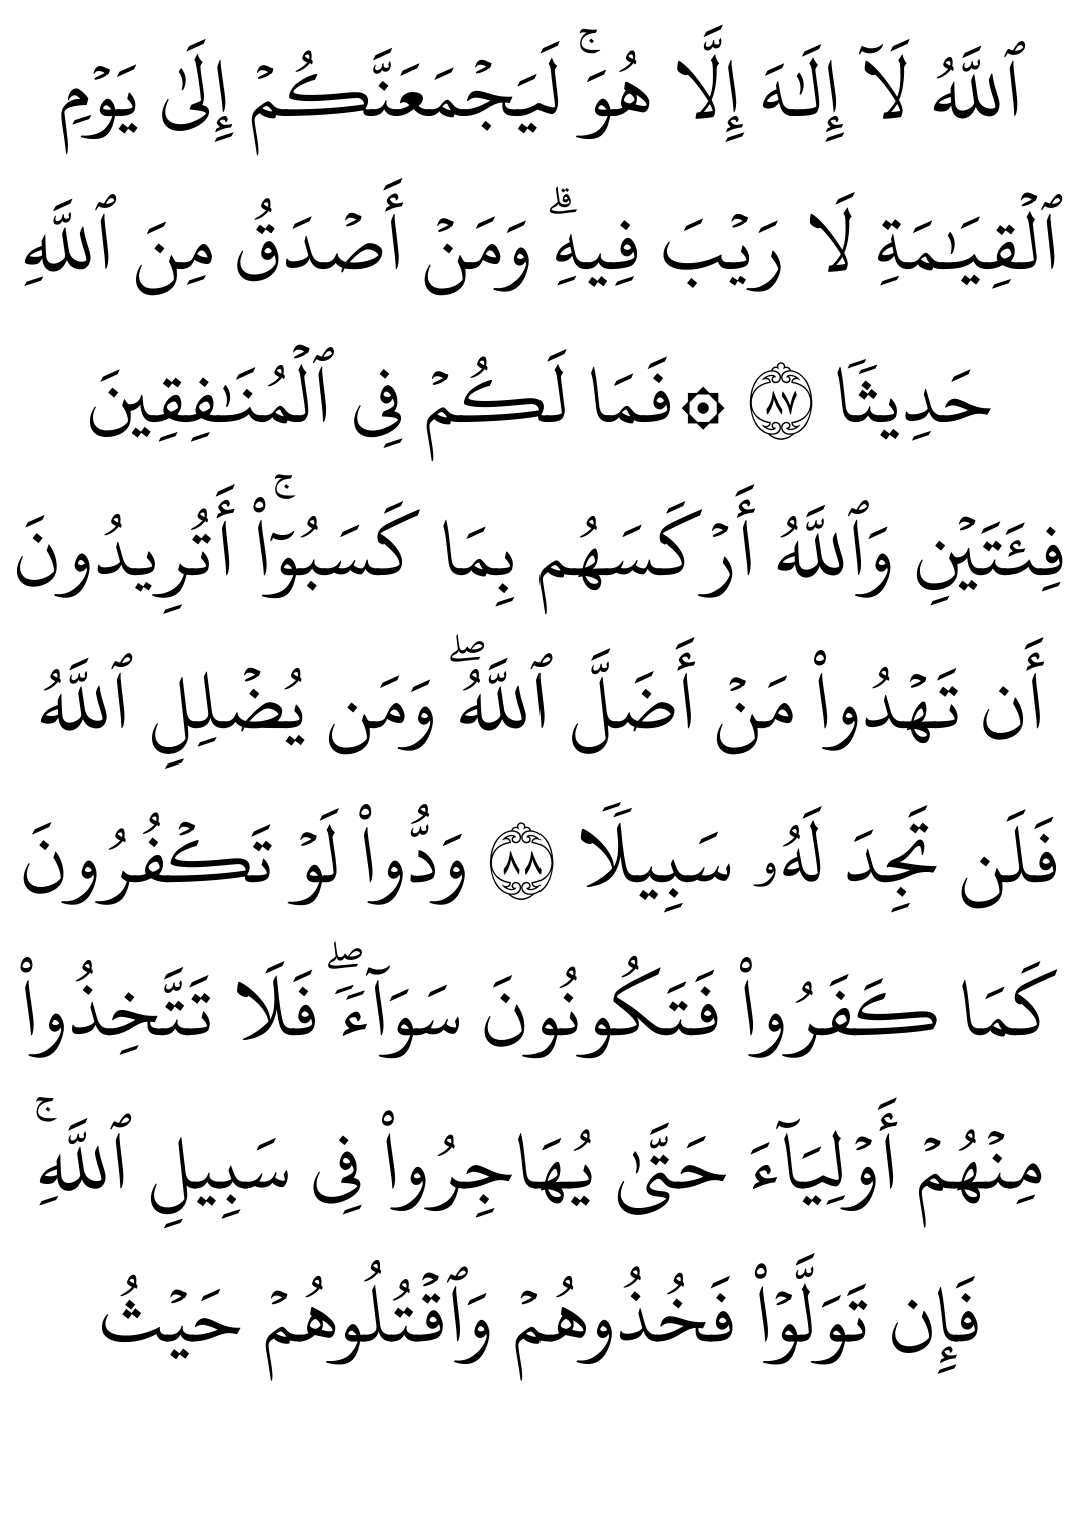 ٱللَّهُ لَآ إِلَـٰهَ إِلَّا هُوَ ۚ لَيَجْمَعَنَّكُمْ إِلَىٰ يَوْمِ
ٱلْقِيَـٰمَةِ لَا رَيْبَ فِيهِ ۗ وَمَنْ أَصْدَقُ مِنَ ٱللَّهِ
حَدِيثًا ٨٧ ۞ فَمَا لَكُمْ فِى ٱلْمُنَـٰفِقِينَ
فِئَتَيْنِ وَٱللَّهُ أَرْكَسَهُم بِمَا كَسَبُوٓا۟ ۚ أَتُرِيدُونَ
أَن تَهْدُوا۟ مَنْ أَضَلَّ ٱللَّهُ ۖ وَمَن يُضْلِلِ ٱللَّهُ
فَلَن تَجِدَ لَهُۥ سَبِيلًا ٨٨ وَدُّوا۟ لَوْ تَكْفُرُونَ
كَمَا كَفَرُوا۟ فَتَكُونُونَ سَوَآءً ۖ فَلَا تَتَّخِذُوا۟
مِنْهُمْ أَوْلِيَآءَ حَتَّىٰ يُهَاجِرُوا۟ فِى سَبِيلِ ٱللَّهِ ۚ
فَإِن تَوَلَّوْا۟ فَخُذُوهُمْ وَٱقْتُلُوهُمْ حَيْثُ